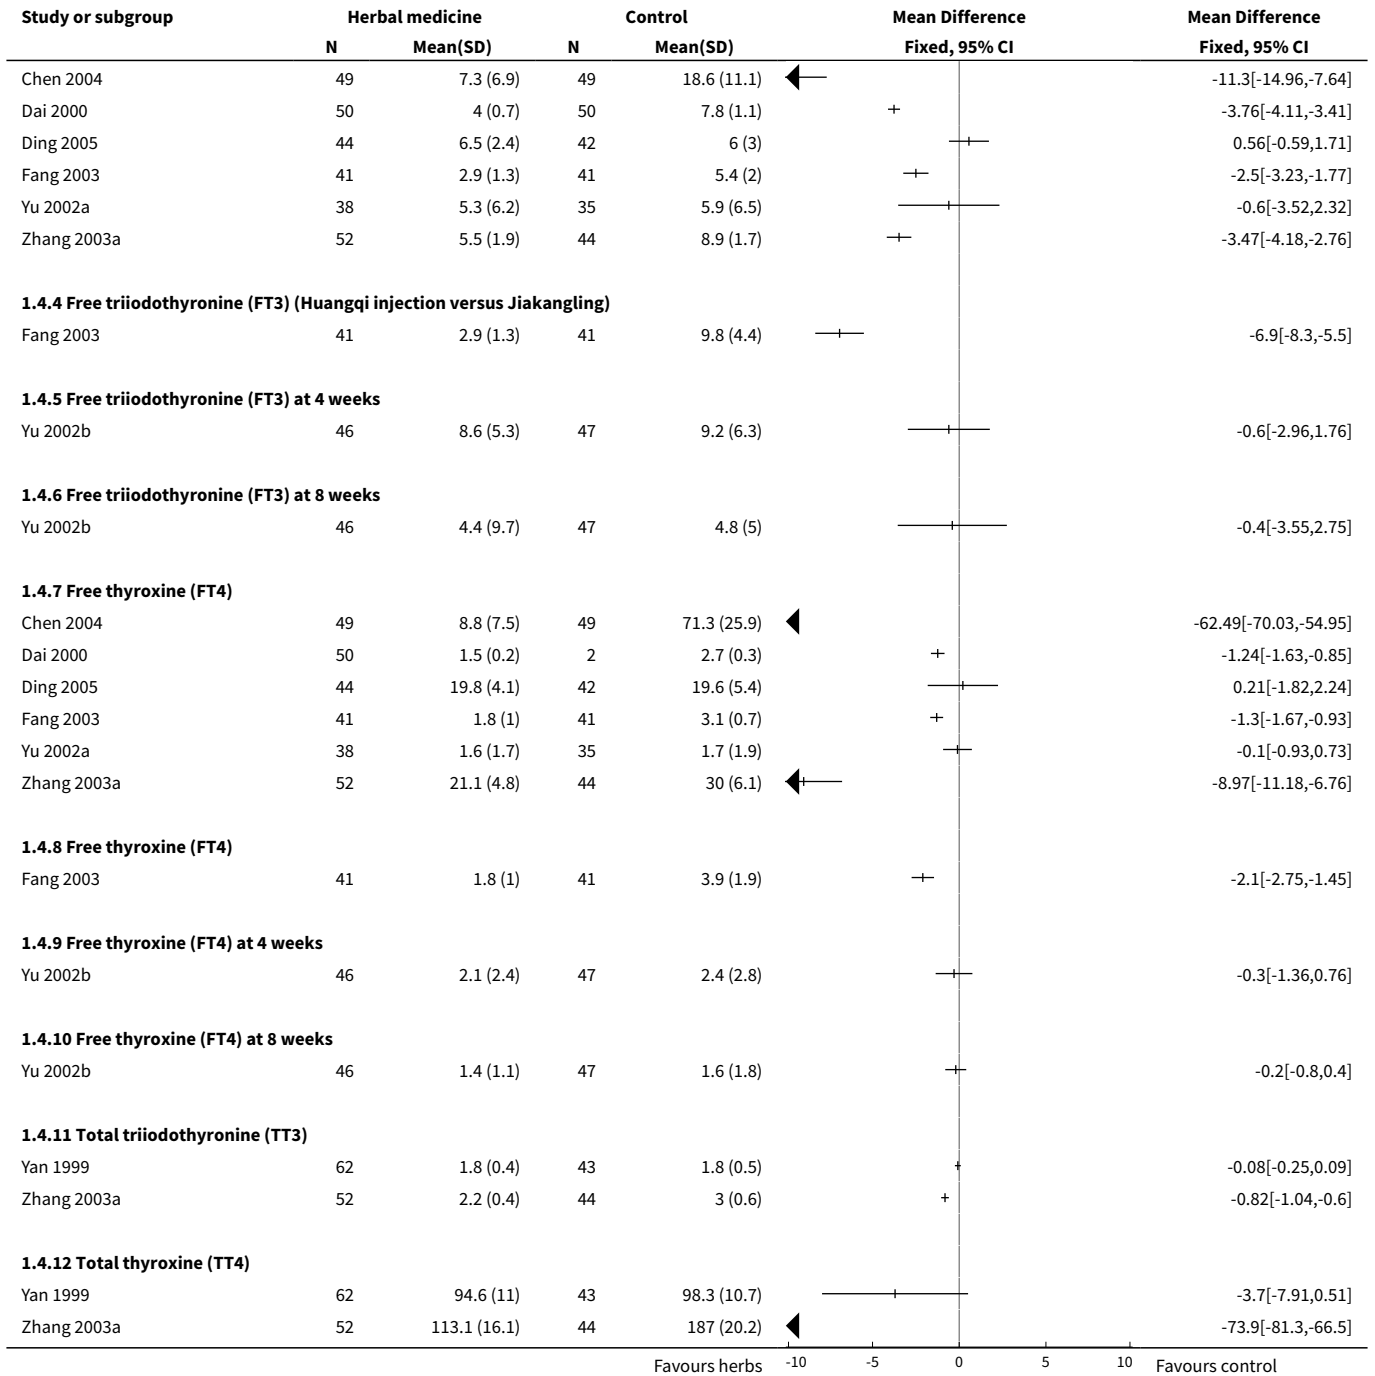 Study or subgroup Herbal medicine Control Mean Difference Mean Difference
N Mean(SD) N Mean(SD) Fixed, 95% CI Fixed, 95% CI
Chen 2004 49 7.3 (6.9) 49 18.6 (11.1) -11.3[-14.96,-7.64]
Dai 2000 50 4 (0.7) 50 7.8 (1.1) -3.76[-4.11,-3.41]
Ding 2005 44 6.5 (2.4) 42 6 (3) 0.56[-0.59,1.71]
Fang 2003 41 2.9 (1.3) 41 5.4 (2) -2.5[-3.23,-1.77]
Yu 2002a 38 5.3 (6.2) 35 5.9 (6.5) -0.6[-3.52,2.32]
Zhang 2003a 52 5.5 (1.9) 44 8.9 (1.7) -3.47[-4.18,-2.76]
1.4.4 Free triiodothyronine (FT3) (Huangqi injection versus Jiakangling)
Fang 2003 41 2.9 (1.3) 41 9.8 (4.4) -6.9[-8.3,-5.5]
1.4.5 Free triiodothyronine (FT3) at 4 weeks
Yu 2002b 46 8.6 (5.3) 47 9.2 (6.3) -0.6[-2.96,1.76]
1.4.6 Free triiodothyronine (FT3) at 8 weeks
Yu 2002b 46 4.4 (9.7) 47 4.8 (5) -0.4[-3.55,2.75]
1.4.7 Free thyroxine (FT4)
Chen 2004 49 8.8 (7.5) 49 71.3 (25.9) -62.49[-70.03,-54.95]
Dai 2000 50 1.5 (0.2) 2 2.7 (0.3) -1.24[-1.63,-0.85]
Ding 2005 44 19.8 (4.1) 42 19.6 (5.4) 0.21[-1.82,2.24]
Fang 2003 41 1.8 (1) 41 3.1 (0.7) -1.3[-1.67,-0.93]
Yu 2002a 38 1.6 (1.7) 35 1.7 (1.9) -0.1[-0.93,0.73]
Zhang 2003a 52 21.1 (4.8) 44 30 (6.1) -8.97[-11.18,-6.76]
1.4.8 Free thyroxine (FT4)
Fang 2003 41 1.8 (1) 41 3.9 (1.9) -2.1[-2.75,-1.45]
1.4.9 Free thyroxine (FT4) at 4 weeks
Yu 2002b 46 2.1 (2.4) 47 2.4 (2.8) -0.3[-1.36,0.76]
1.4.10 Free thyroxine (FT4) at 8 weeks
Yu 2002b 46 1.4 (1.1) 47 1.6 (1.8) -0.2[-0.8,0.4]
1.4.11 Total triiodothyronine (TT3)
Yan 1999 62 1.8 (0.4) 43 1.8 (0.5) -0.08[-0.25,0.09]
Zhang 2003a 52 2.2 (0.4) 44 3 (0.6) -0.82[-1.04,-0.6]
1.4.12 Total thyroxine (TT4)
Yan 1999 62 94.6 (11) 43 98.3 (10.7) -3.7[-7.91,0.51]
Zhang 2003a 52 113.1 (16.1) 44 187 (20.2) -73.9[-81.3,-66.5]
Favours herbs -10 -5 0 5 10 Favours control